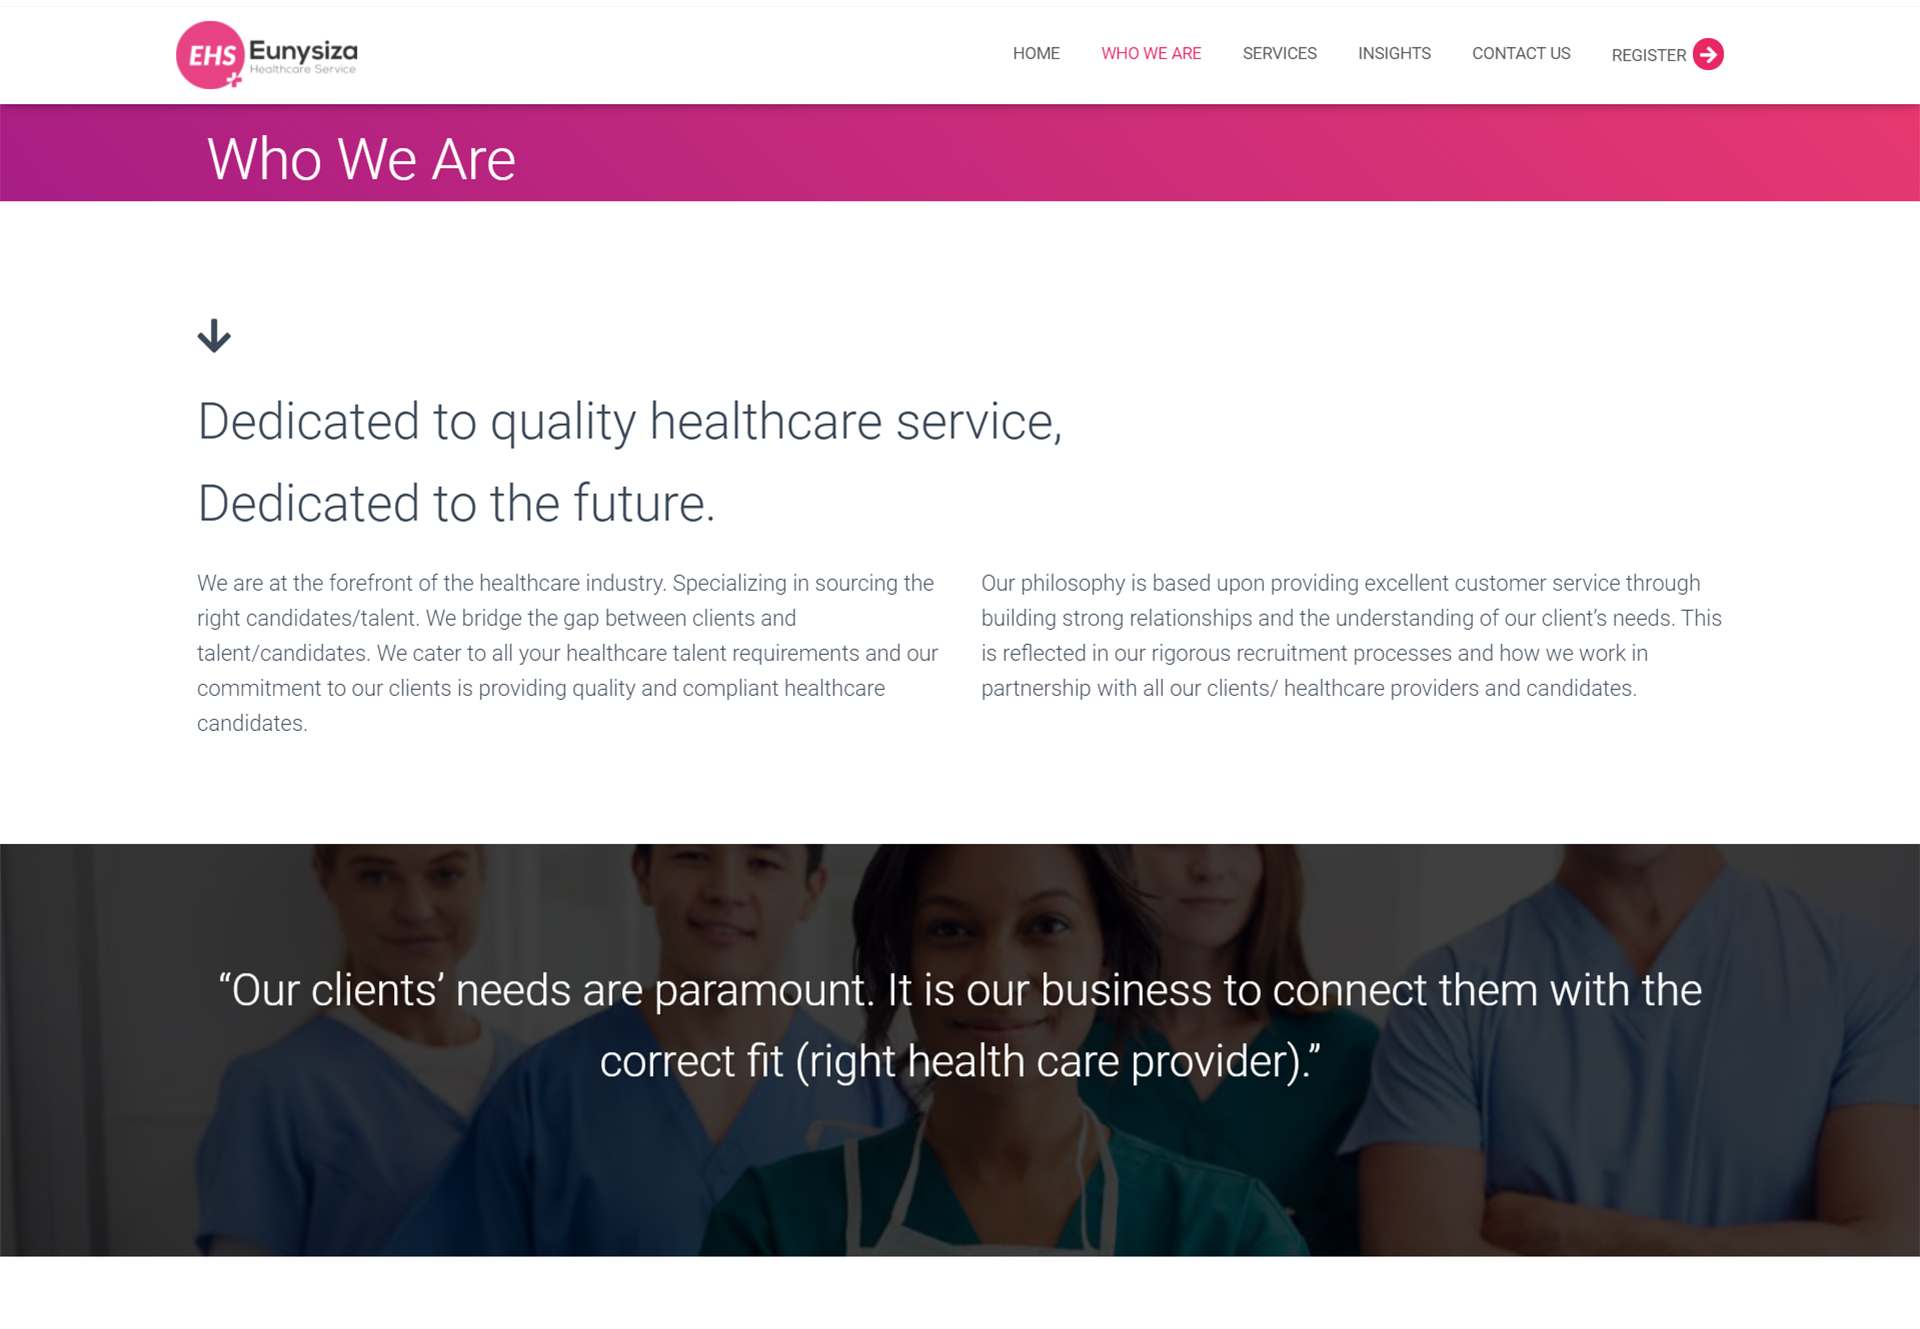 EHS Eunysiza
Healthcare Service
HOME WHO WE ARE SERVICES INSIGHTS CONTACT US REGISTER
Who We Are
Dedicated to quality healthcare service,
Dedicated to the future.
We are at the forefront of the healthcare industry. Specializing in sourcing the
right candidates/talent. We bridge the gap between clients and
talent/candidates. We cater to all your healthcare talent requirements and our
commitment to our clients is providing quality and compliant healthcare
candidates.
Our philosophy is based upon providing excellent customer service through
building strong relationships and the understanding of our client’s needs. This
is reflected in our rigorous recruitment processes and how we work in
partnership with all our clients/ healthcare providers and candidates.
“Our clients’ needs are paramount. It is our business to connect them with the
correct fit (right health care provider).”